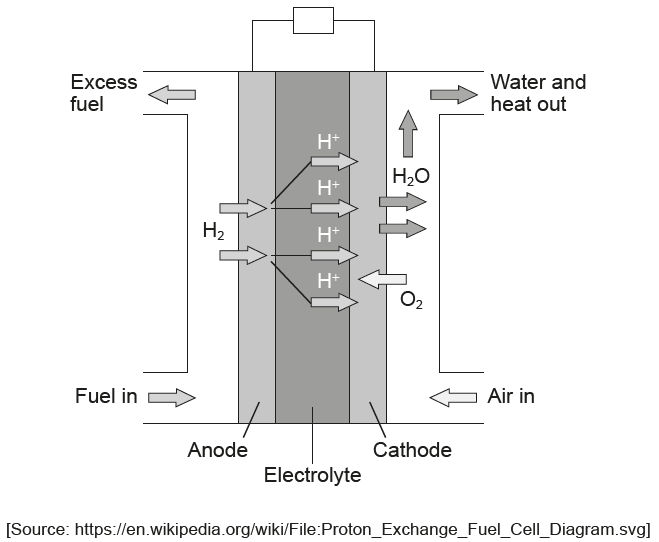 Excess
fuel
Water and
heat out
H⁺
H⁺
H⁺
H⁺
H₂
H₂O
O₂
Fuel in
Air in
Anode
Cathode
Electrolyte
[Source: https://en.wikipedia.org/wiki/File:Proton_Exchange_Fuel_Cell_Diagram.svg]